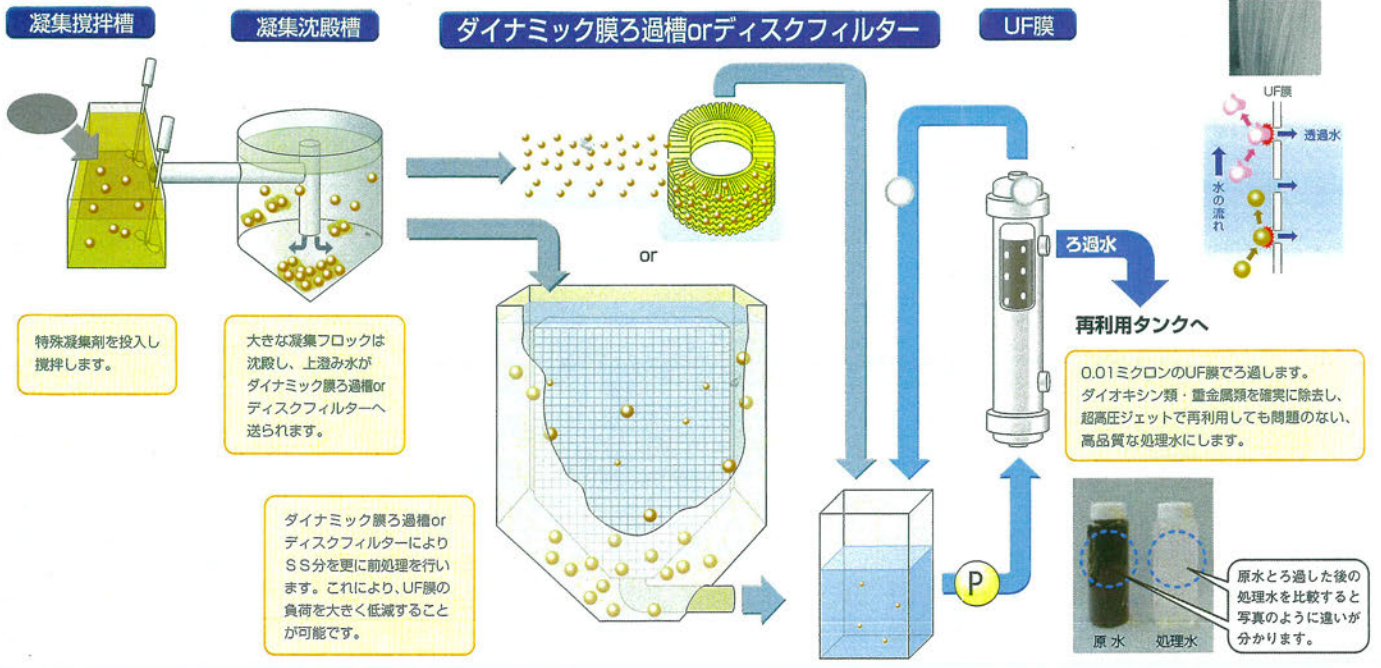 凝集撹拌槽
凝集沈殿槽
ダイナミック膜ろ過槽orディスクフィルター
UF膜
UF膜
透過水
水の流れ
or
ろ過水
再利用タンクへ
特殊凝集剤を投入し
撹拌します。
大きな凝集フロックは
沈殿し、上澄み水が
ダイナミック膜ろ過槽or
ディスクフィルターへ
送られます。
0.01ミクロンのUF膜でろ過します。
ダイオキシン類・重金属類を確実に除去し、
超高圧ジェットで再利用しても問題のない、
高品質な処理水にします。
ダイナミック膜ろ過槽or
ディスクフィルターにより
SS分を更に前処理を行い
ます。これにより、UF膜の
負荷を大きく低減すること
が可能です。
P
原水とろ過した後の
処理水を比較すると
写真のように違いが
分かります。
原水
処理水